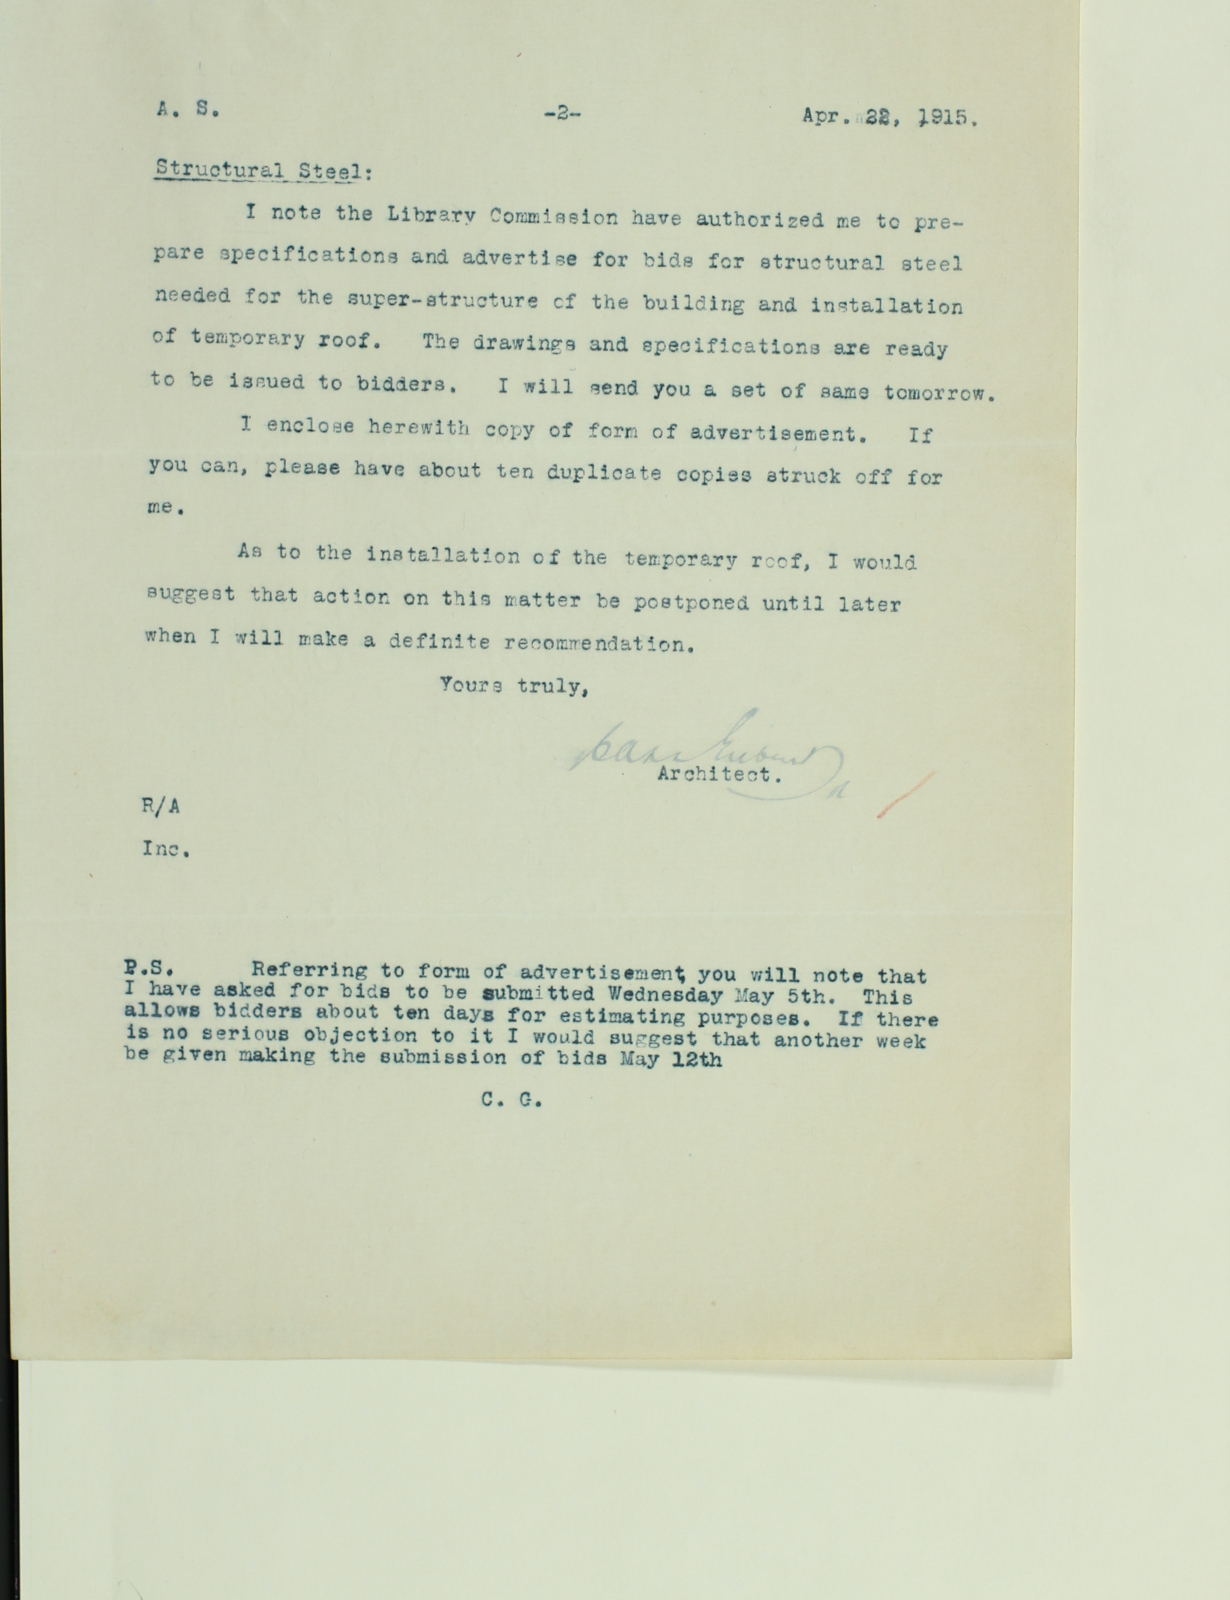 A. S. -2- Apr. 22, 1915.
Structural Steel:
I note the Library Commission have authorized me to pre-
pare specifications and advertise for bids for structural steel
needed for the super-structure of the building and installation
of temporary roof. The drawings and specifications are ready
to be issued to bidders. I will send you a set of same tomorrow.
I enclose herewith copy of form of advertisement. If
you can, please have about ten duplicate copies struck off for
me.
As to the installation of the temporary roof, I would
suggest that action on this matter be postponed until later
when I will make a definite recommendation.
Yours truly,
Architect.
R/A
Inc.
P.S. Referring to form of advertisement, you will note that
I have asked for bids to be submitted Wednesday May 5th. This
allows bidders about ten days for estimating purposes. If there
is no serious objection to it I would suggest that another week
be given making the submission of bids May 12th
C. G.